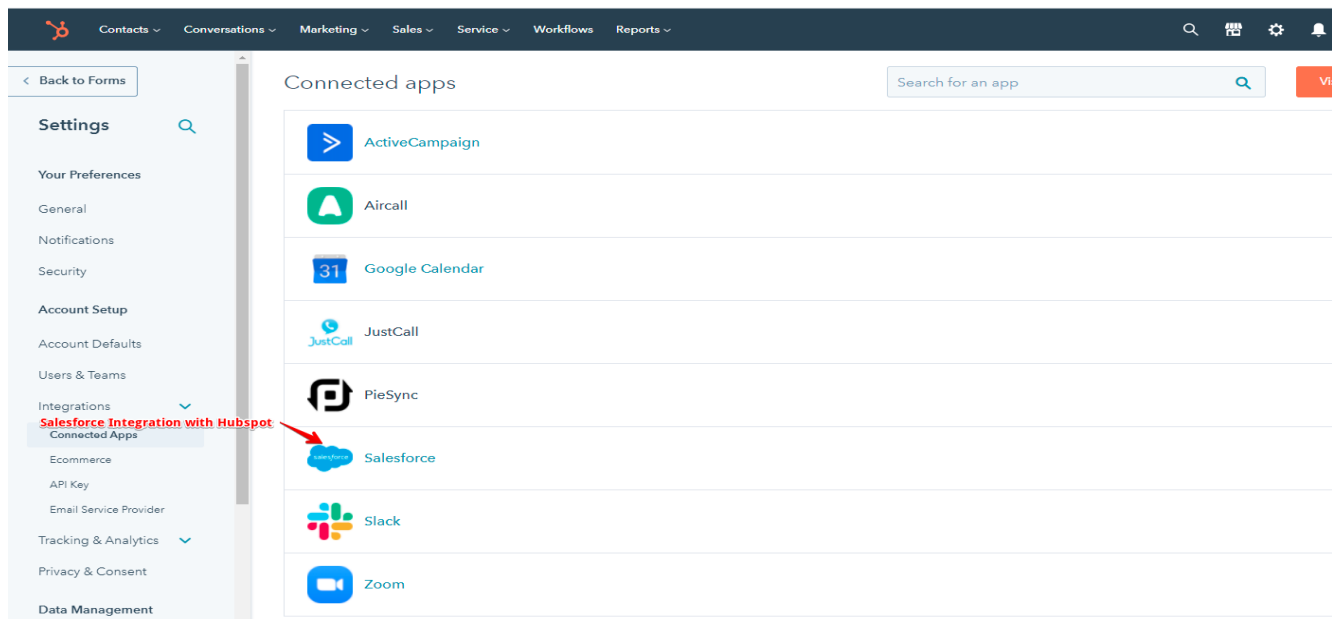 Contacts Conversations Marketing Sales Service Workflows Reports
Back to Forms
Connected apps
Search for an app
Settings
ActiveCampaign
Your Preferences
Aircall
General
Notifications
Google Calendar
31
Security
Account Setup
JustCall
JustCall
Account Defaults
Users & Teams
PieSync
Integrations
Salesforce Integration with Hubspot
Connected Apps
salesforce
Salesforce
Ecommerce
API Key
Email Service Provider
Slack
Tracking & Analytics
Privacy & Consent
Zoom
Data Management